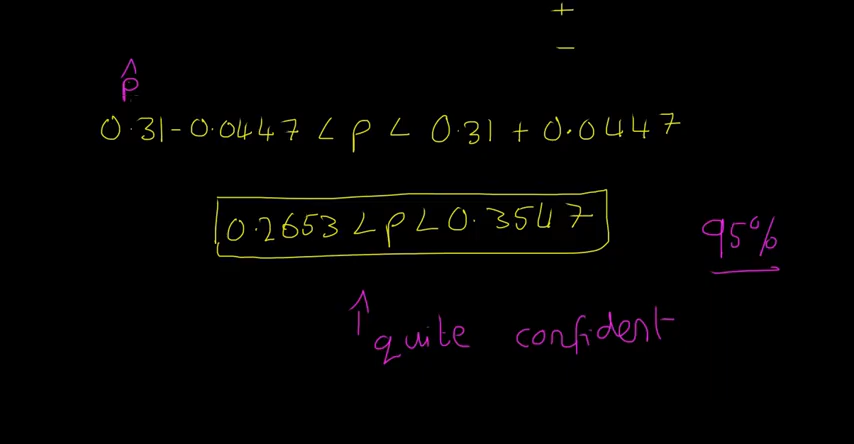 +
−
p̂
0.31-0.0447 < p < 0.31 + 0.0447
0.2653 < p < 0.3547
95%
↑ quite confident